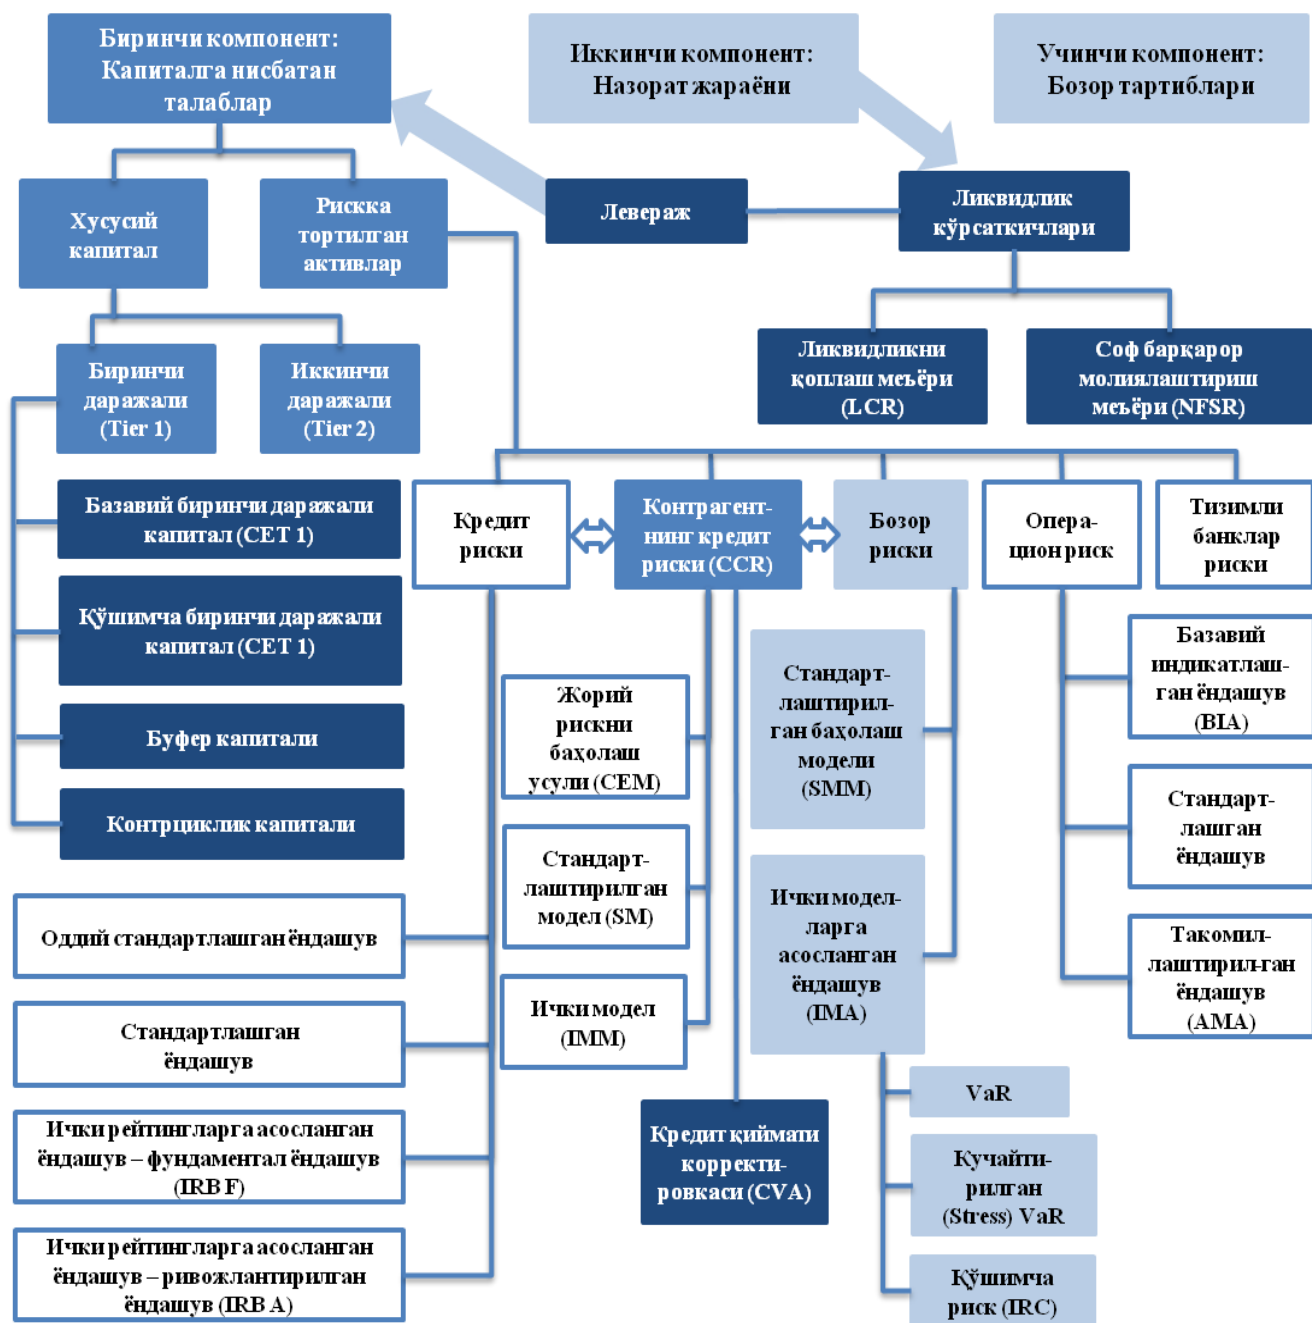 Биринчи компонент:
Капиталга нисбатан
талаблар
Иккинчи компонент:
Назорат жараёни
Учинчи компонент:
Бозор тартиблари
Хусусий
капитал
Рискка
тортилган
активлар
Левераж
Ликвидлик
кўрсаткичлари
Биринчи
даражали
(Tier 1)
Иккинчи
даражали
(Tier 2)
Ликвидликни
қоплаш меъёри
(LCR)
Соф барқарор
молиялаштириш
меъёри (NFSR)
Базавий биринчи даражали
капитал (CET 1)
Қўшимча биринчи даражали
капитал (CET 1)
Буфер капитали
Контрциклик капитали
Кредит
риски
Контрагент-
нинг кредит
риски (CCR)
Бозор
риски
Опера-
цион риск
Тизимли
банклар
риски
Жорий
рискни
баҳолаш
усули (CEM)
Стандарт-
лаштирилган
модел (SM)
Ички модел
(IMM)
Стандарт-
лаштирил-
ган баҳолаш
модели
(SMM)
Ички модел-
ларга
асосланган
ёндашув
(IMA)
Базавий
индикатлаш-
ган ёндашув
(BIA)
Стандарт-
лашган
ёндашув
Такомил-
лаштирил-ган
ёндашув
(AMA)
Оддий стандартлашган ёндашув
Стандартлашган
ёндашув
Ички рейтингларга асосланган
ёндашув – фундаментал ёндашув
(IRB F)
Ички рейтингларга асосланган
ёндашув – ривожлантирилган
ёндашув (IRB A)
Кредит қиймати
корректи-
ровкаси (CVA)
VaR
Кучайти-
рилган
(Stress) VaR
Қўшимча
риск (IRC)